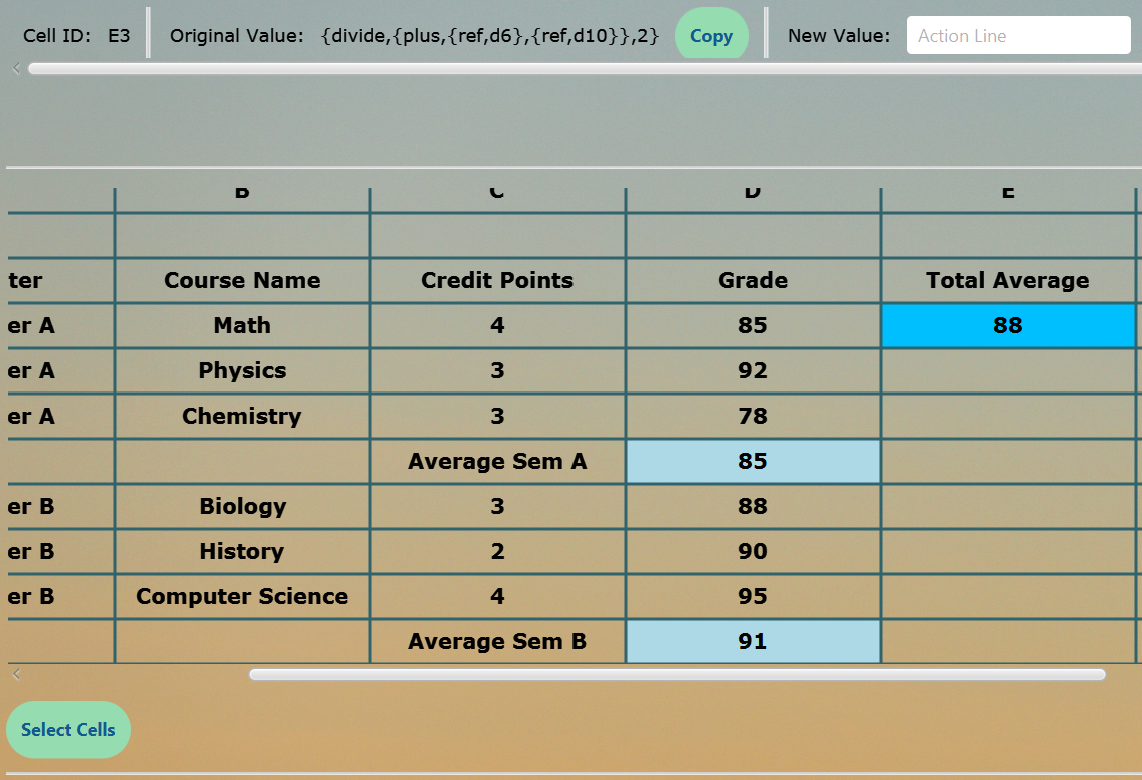 Cell ID: E3 Original Value: {divide,{plus,{ref,d6},{ref,d10}},2} Copy New Value: Action Line
B C D E
ter Course Name Credit Points Grade Total Average
er A Math 4 85 88
er A Physics 3 92
er A Chemistry 3 78
Average Sem A 85
er B Biology 3 88
er B History 2 90
er B Computer Science 4 95
Average Sem B 91
Select Cells